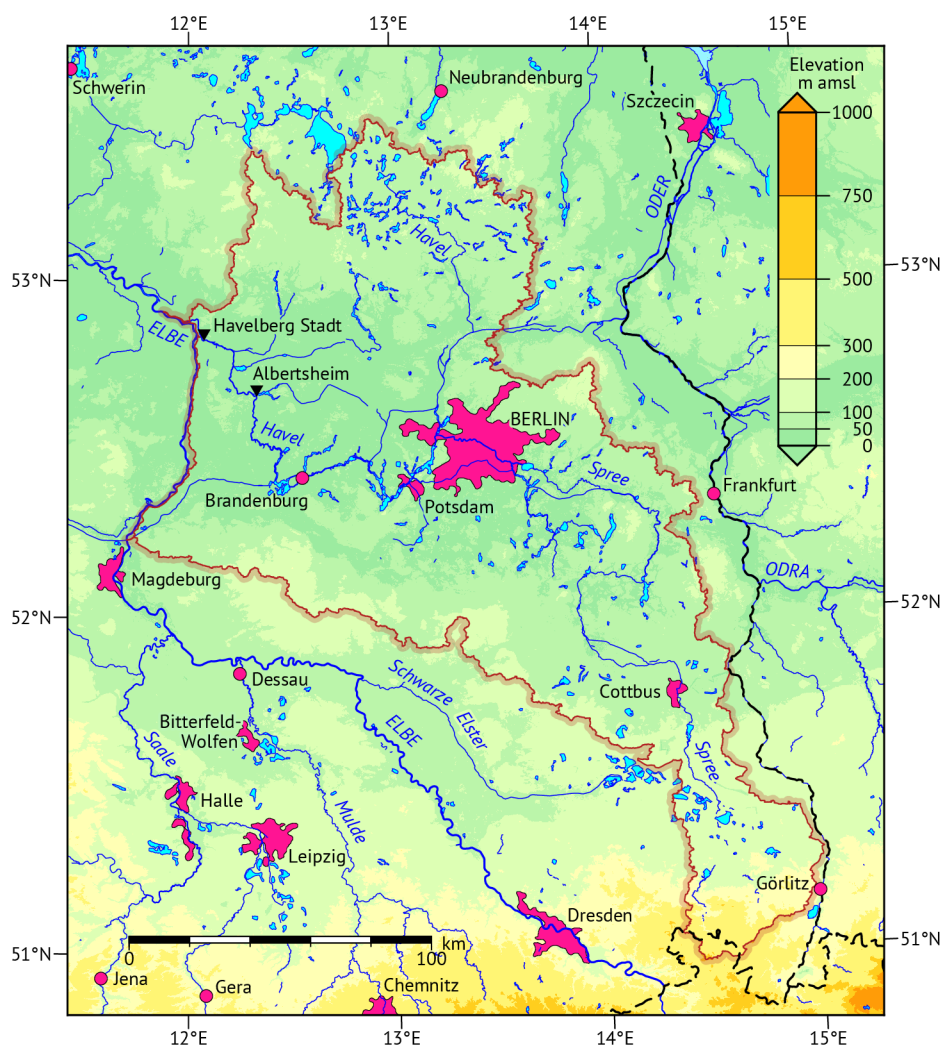 12°E 13°E 14°E 15°E
Schwerin
Neubrandenburg
Szczecin
Elevation
m amsl
1000
750
500
300
200
100
50
0
ODER
Havel
53°N
53°N
ELBE
Havelberg Stadt
Albertsheim
Havel
BERLIN
Spree
Brandenburg
Potsdam
Frankfurt
Magdeburg
ODRA
52°N
52°N
Dessau
Schwarze
Elster
Cottbus
Bitterfeld-
Wolfen
ELBE
Saale
Spree
Halle
Mulde
Leipzig
Görlitz
Dresden
0 100 km
51°N
51°N
Jena
Gera
Chemnitz
12°E 13°E 14°E 15°E